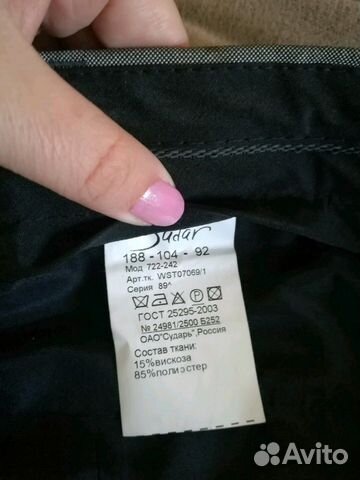 Sudar
188 - 104 - 92
Мод 722-242
Арт.тк. WST07069/1
Серия 89^
ГОСТ 25295-2003
№ 24981/2500 Б252
ОАО"Сударь" Россия
Состав ткани:
15%вискоза
85%полиэстер
Avito